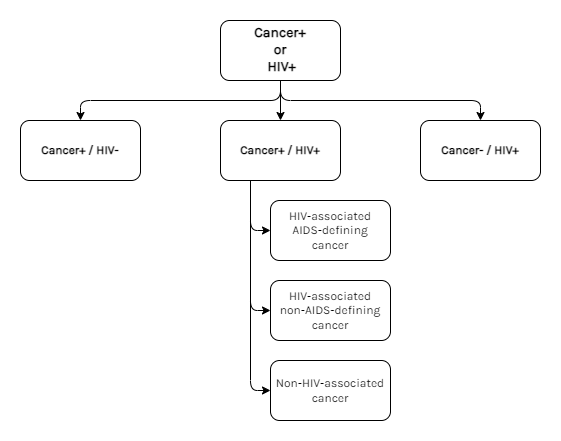 Cancer+
or
HIV+
Cancer+ / HIV-
Cancer+ / HIV+
Cancer- / HIV+
HIV-associated
AIDS-defining
cancer
HIV-associated
non-AIDS-defining
cancer
Non-HIV-associated
cancer